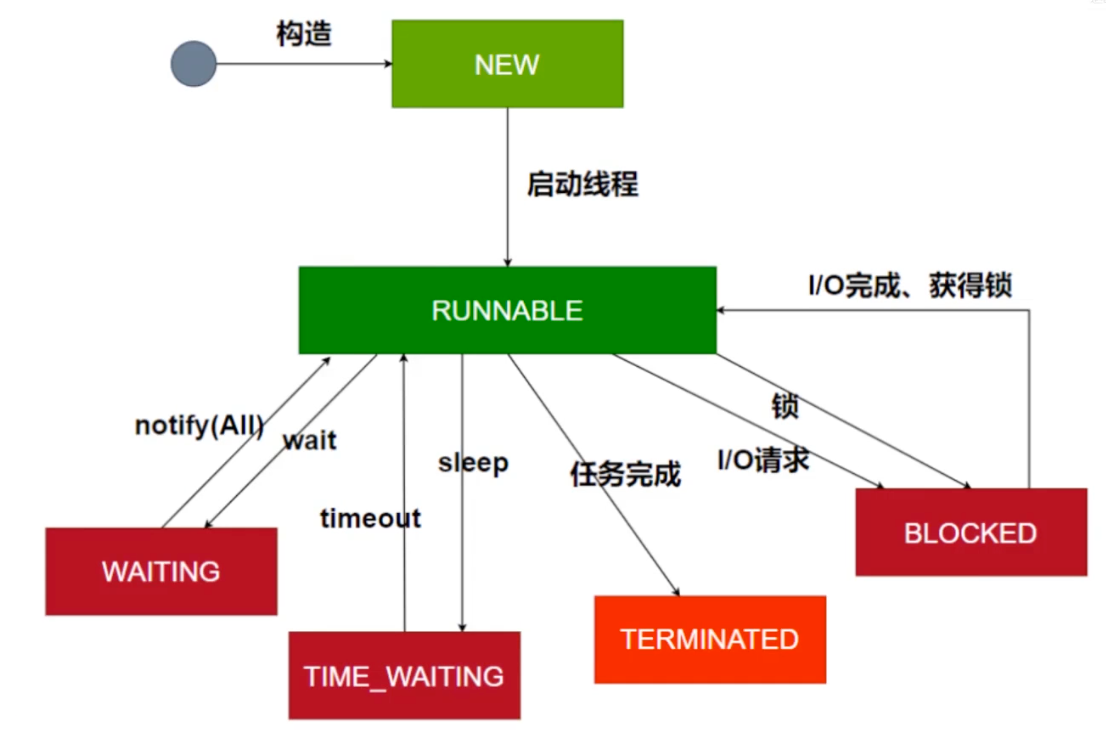 构造
NEW
启动线程
I/O完成、获得锁
RUNNABLE
锁
notify(All)
wait
sleep
任务完成
I/O请求
timeout
BLOCKED
WAITING
TERMINATED
TIME_WAITING